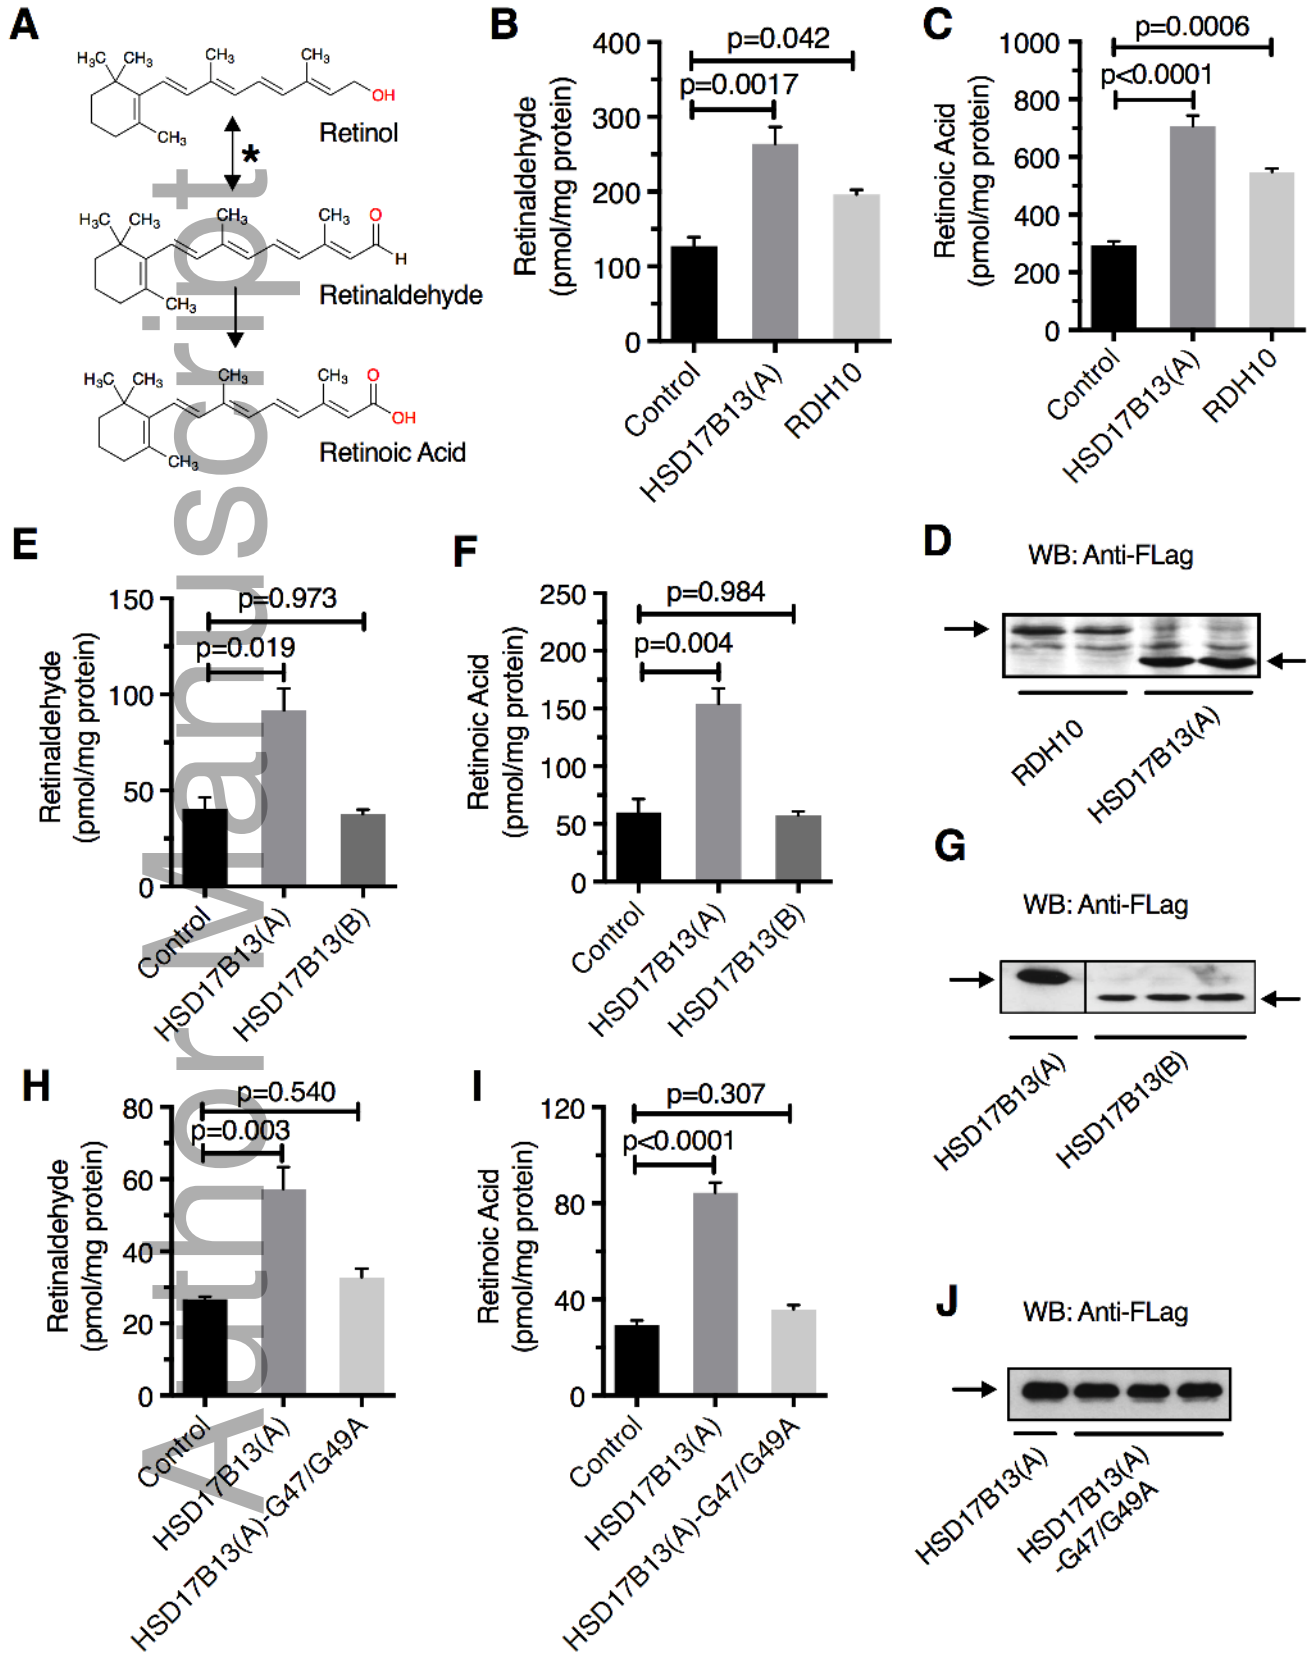 A
H₃C CH₃ CH₃ CH₃
OH
CH₃
Retinol
*
H₃C CH₃ CH₃ CH₃ O
H
CH₃
Retinaldehyde
H₃C CH₃ CH₃ CH₃ O
OH
CH₃
Retinoic Acid
B
Retinaldehyde
(pmol/mg protein)
400
300
200
100
0
p=0.042
p=0.0017
Control
HSD17B13(A)
RDH10
C
Retinoic Acid
(pmol/mg protein)
1000
800
600
400
200
0
p=0.0006
p<0.0001
Control
HSD17B13(A)
RDH10
D
WB: Anti-FLag
RDH10
HSD17B13(A)
E
Retinaldehyde
(pmol/mg protein)
150
100
50
0
p=0.973
p=0.019
Control
HSD17B13(A)
HSD17B13(B)
F
Retinoic Acid
(pmol/mg protein)
250
200
150
100
50
0
p=0.984
p=0.004
Control
HSD17B13(A)
HSD17B13(B)
G
WB: Anti-FLag
HSD17B13(A)
HSD17B13(B)
H
Retinaldehyde
(pmol/mg protein)
80
60
40
20
0
p=0.540
p=0.003
Control
HSD17B13(A)
HSD17B13(A)-G47/G49A
I
Retinoic Acid
(pmol/mg protein)
120
80
40
0
p=0.307
p<0.0001
Control
HSD17B13(A)
HSD17B13(A)-G47/G49A
J
WB: Anti-FLag
HSD17B13(A)
HSD17B13(A)
-G47/G49A
Author Manuscript